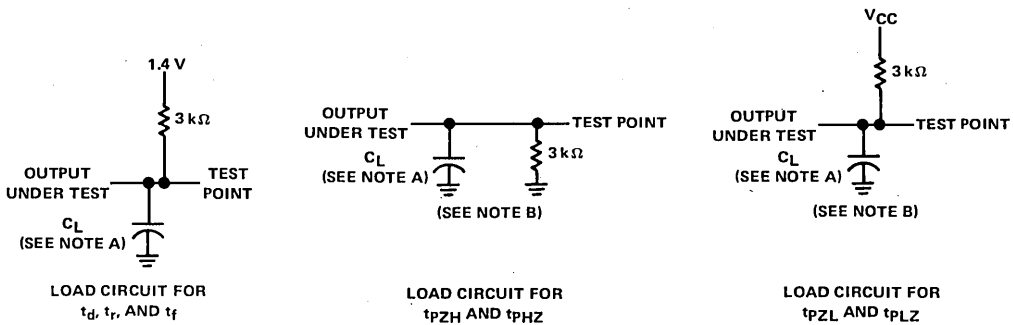 1.4 V
3 kΩ
OUTPUT
UNDER TEST
TEST
POINT
CL
(SEE NOTE A)
LOAD CIRCUIT FOR
td, tr, AND tf
OUTPUT
UNDER TEST
TEST POINT
CL
(SEE NOTE A)
3 kΩ
(SEE NOTE B)
LOAD CIRCUIT FOR
tPZH AND tPHZ
VCC
3 kΩ
OUTPUT
UNDER TEST
TEST POINT
CL
(SEE NOTE A)
(SEE NOTE B)
LOAD CIRCUIT FOR
tPZL AND tPLZ